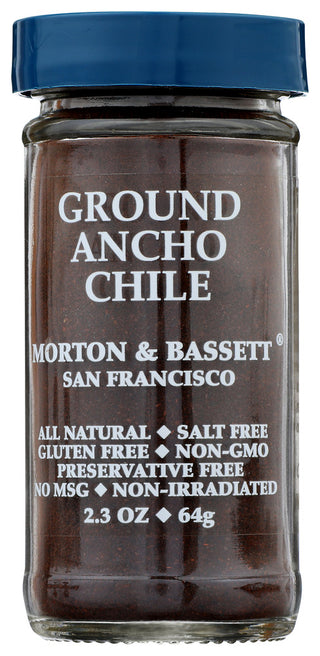 GROUND
ANCHO
CHILE
MORTON & BASSETT®
SAN FRANCISCO
ALL NATURAL ◆ SALT FREE
GLUTEN FREE ◆ NON-GMO
PRESERVATIVE FREE
NO MSG ◆ NON-IRRADIATED
2.3 OZ ◆ 64g